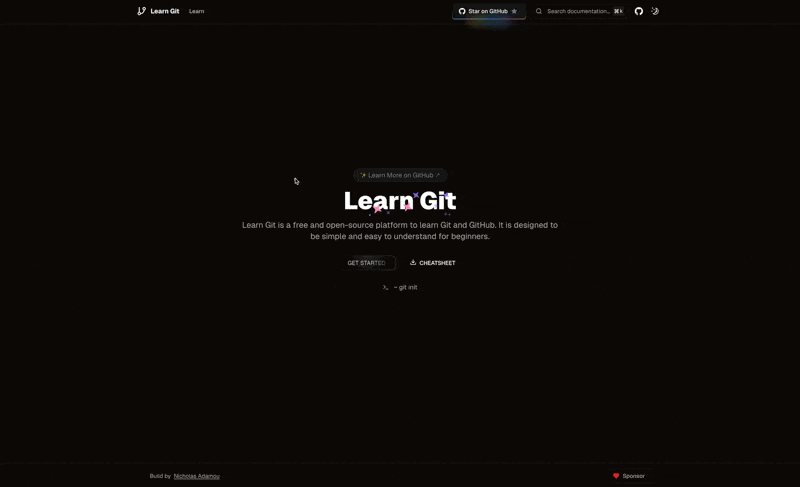 Learn Git
Learn
Star on GitHub
Search documentation...
⌘k
✨ Learn More on GitHub ↗
Learn Git
Learn Git is a free and open-source platform to learn Git and GitHub. It is designed to
be simple and easy to understand for beginners.
GET STARTED
CHEATSHEET
~ git init
Build by Nicholas Adamou
Sponsor